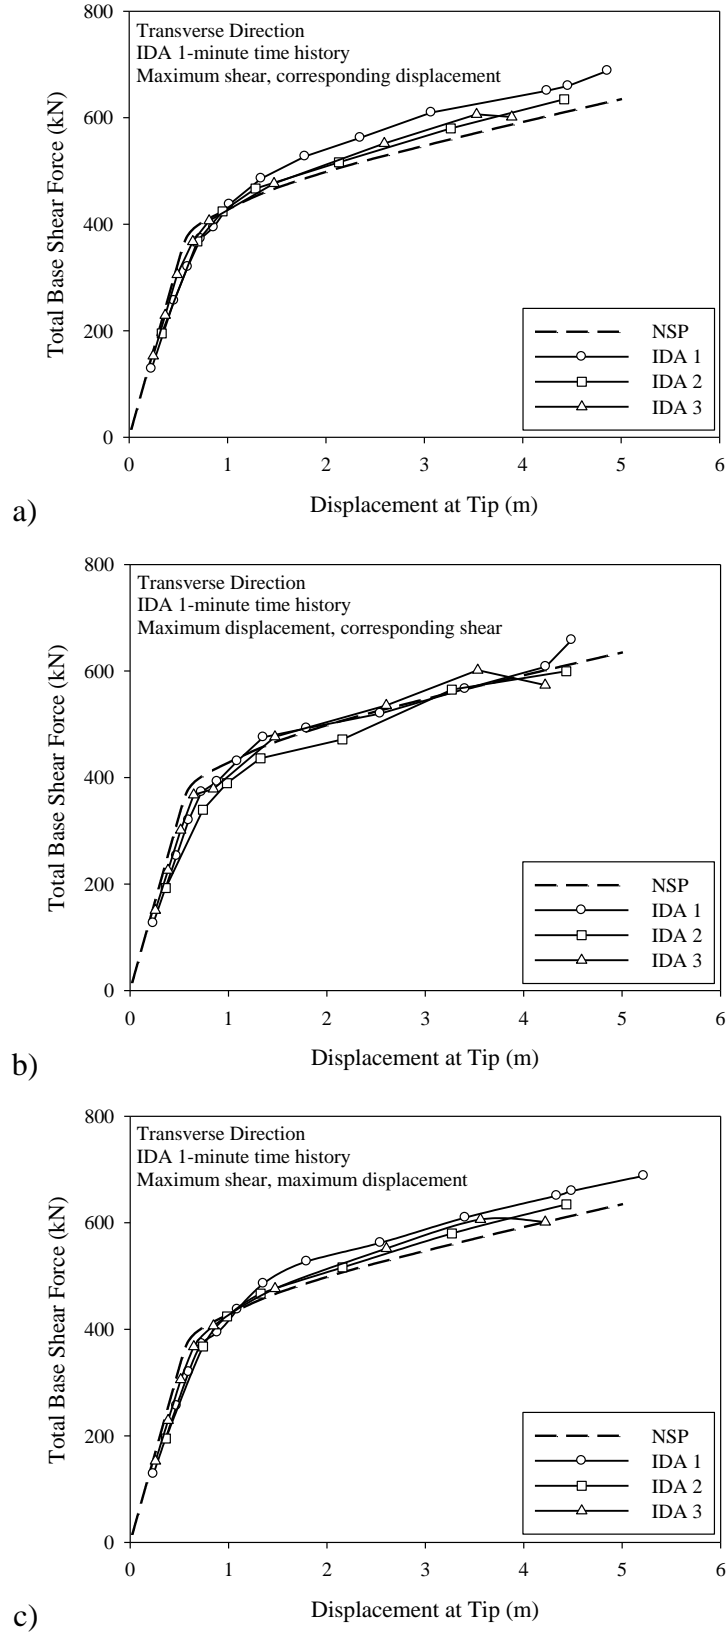 800
Transverse Direction
IDA 1-minute time history
Maximum shear, corresponding displacement
600
400
200
0
Total Base Shear Force (kN)
NSP
IDA 1
IDA 2
IDA 3
0 1 2 3 4 5 6
Displacement at Tip (m)
a)
800
Transverse Direction
IDA 1-minute time history
Maximum displacement, corresponding shear
600
400
200
0
Total Base Shear Force (kN)
NSP
IDA 1
IDA 2
IDA 3
0 1 2 3 4 5 6
Displacement at Tip (m)
b)
800
Transverse Direction
IDA 1-minute time history
Maximum shear, maximum displacement
600
400
200
0
Total Base Shear Force (kN)
NSP
IDA 1
IDA 2
IDA 3
0 1 2 3 4 5 6
Displacement at Tip (m)
c)